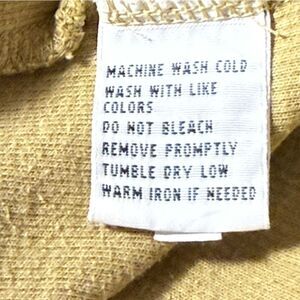 MACHINE WASH COLD
WASH WITH LIKE
COLORS
DO NOT BLEACH
REMOVE PROMPTLY
TUMBLE DRY LOW
WARM IRON IF NEEDED